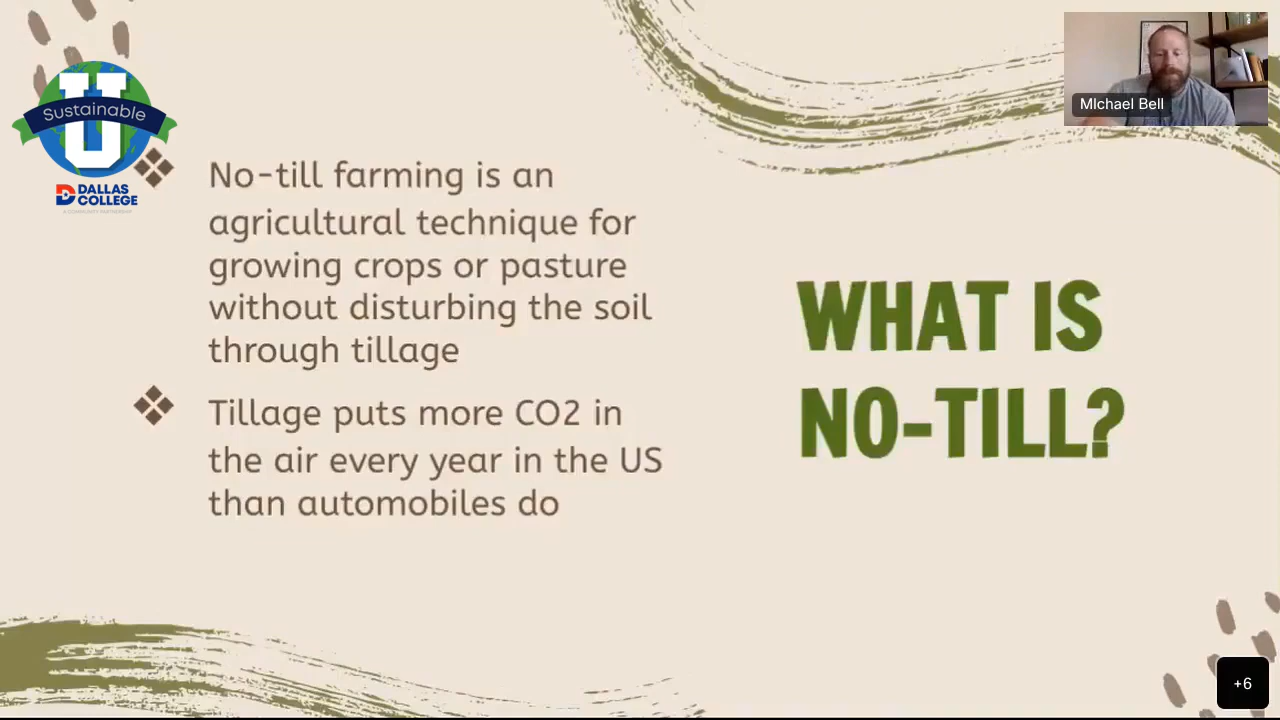 U
Sustainable
DALLAS
COLLEGE
A COMMUNITY PARTNERSHIP
No-till farming is an
agricultural technique for
growing crops or pasture
without disturbing the soil
through tillage
Tillage puts more CO2 in
the air every year in the US
than automobiles do
WHAT IS
NO-TILL?
MIchael Bell
+6